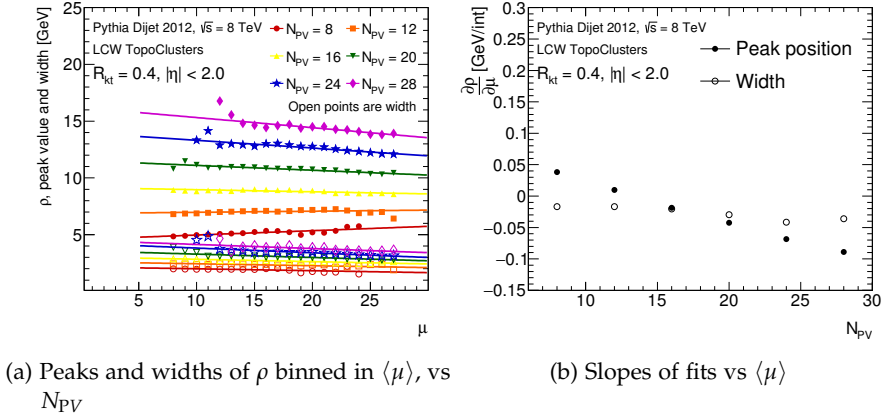 Pythia Dijet 2012, √s = 8 TeV
LCW TopoClusters
R_kt = 0.4, |η| < 2.0
N_PV = 8
N_PV = 12
N_PV = 16
N_PV = 20
N_PV = 24
N_PV = 28
Open points are width
ρ, peak value and width [GeV]
25
20
15
10
5
5 10 15 20 25
μ
(a) Peaks and widths of ρ binned in ⟨μ⟩, vs
N_PV
Pythia Dijet 2012, √s = 8 TeV
LCW TopoClusters
R_kt = 0.4, |η| < 2.0
Peak position
Width
∂ρ/∂μ [GeV/int]
0.3
0.25
0.2
0.15
0.1
0.05
0
−0.05
−0.1
−0.15
10 15 20 25 30
N_PV
(b) Slopes of fits vs ⟨μ⟩